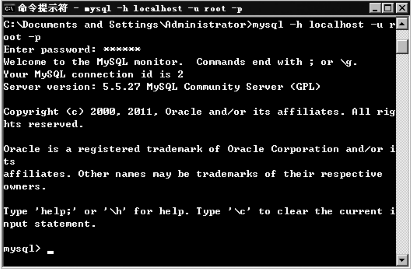 命令提示符 - mysql -h localhost -u root -p
C:\Documents and Settings\Administrator>mysql -h localhost -u r
oot -p
Enter password: ******
Welcome to the MySQL monitor.  Commands end with ; or \g.
Your MySQL connection id is 2
Server version: 5.5.27 MySQL Community Server (GPL)
Copyright (c) 2000, 2011, Oracle and/or its affiliates. All rig
hts reserved.
Oracle is a registered trademark of Oracle Corporation and/or i
ts
affiliates. Other names may be trademarks of their respective
owners.
Type 'help;' or '\h' for help. Type '\c' to clear the current i
nput statement.
mysql> _